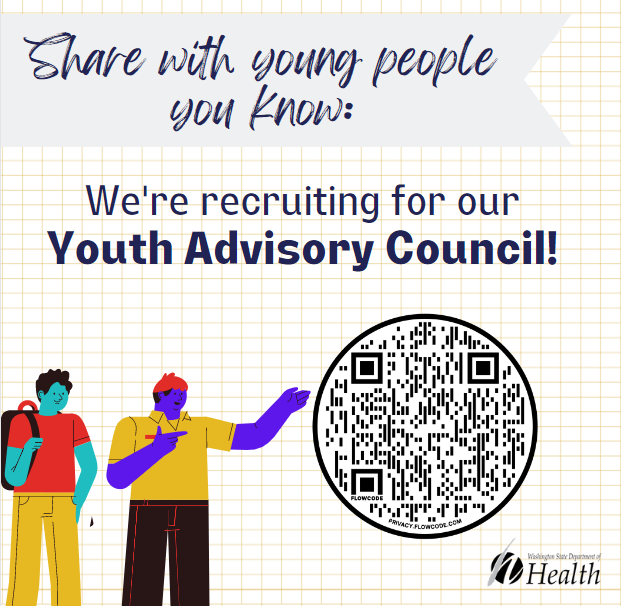 Share with young people
you know:
We're recruiting for our
Youth Advisory Council!
FLOWCODE
PRIVACY.FLOWCODE.COM
Washington State Department of
Health